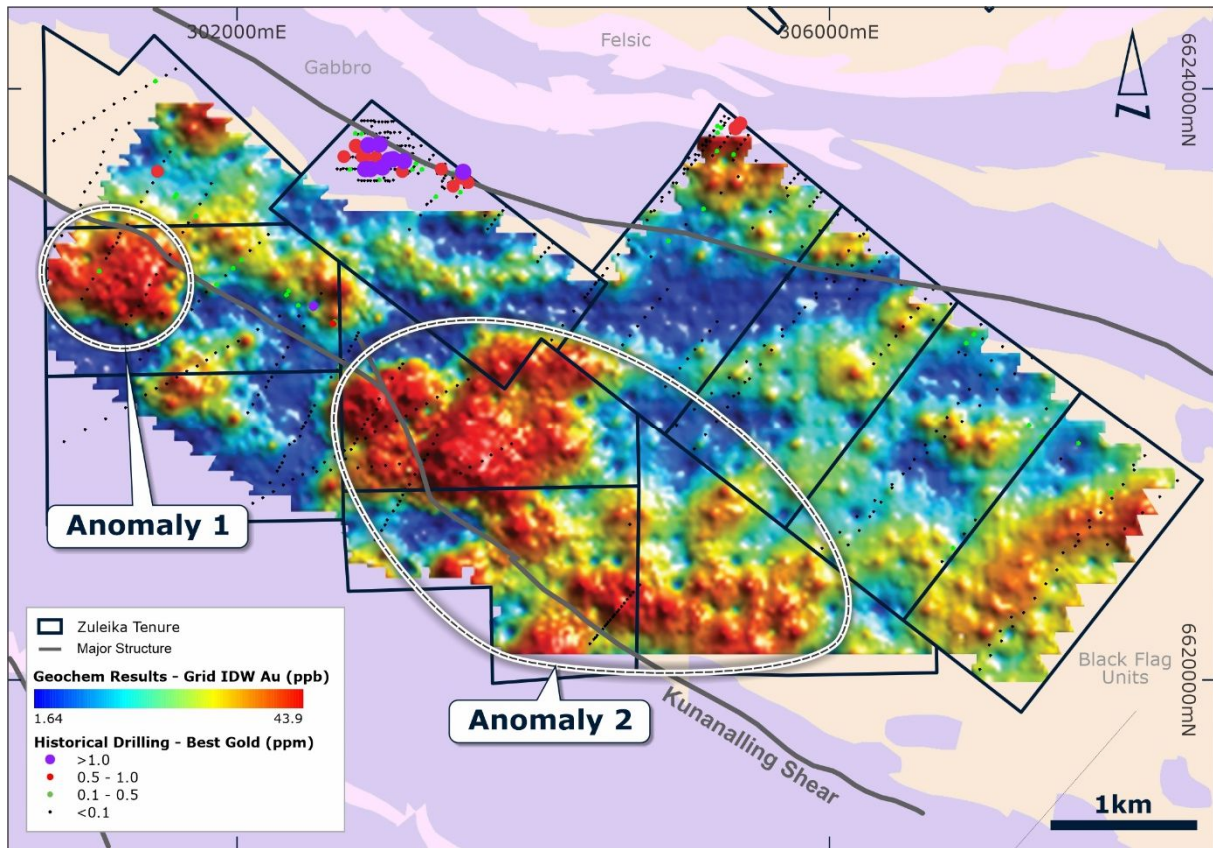 302000mE
306000mE
Felsic
Gabbro
6624000mN
Z
Anomaly 1
Zuleika Tenure
Major Structure
Geochem Results - Grid IDW Au (ppb)
1.64 43.9
Historical Drilling - Best Gold (ppm)
>1.0
0.5 - 1.0
0.1 - 0.5
<0.1
Anomaly 2
Kunanalling Shear
Black Flag
Units
6620000mN
1km